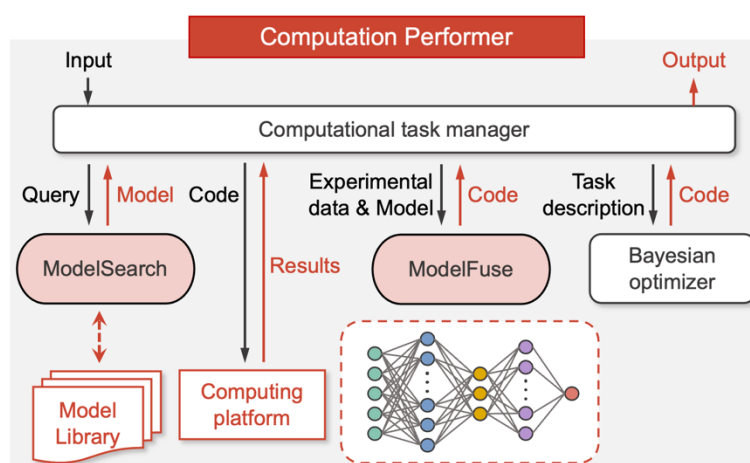 Computation Performer
Input
Output
Computational task manager
Query
Model
Code
Experimental
data & Model
Code
Task
description
Code
ModelSearch
Results
ModelFuse
Bayesian
optimizer
Model
Library
Computing
platform